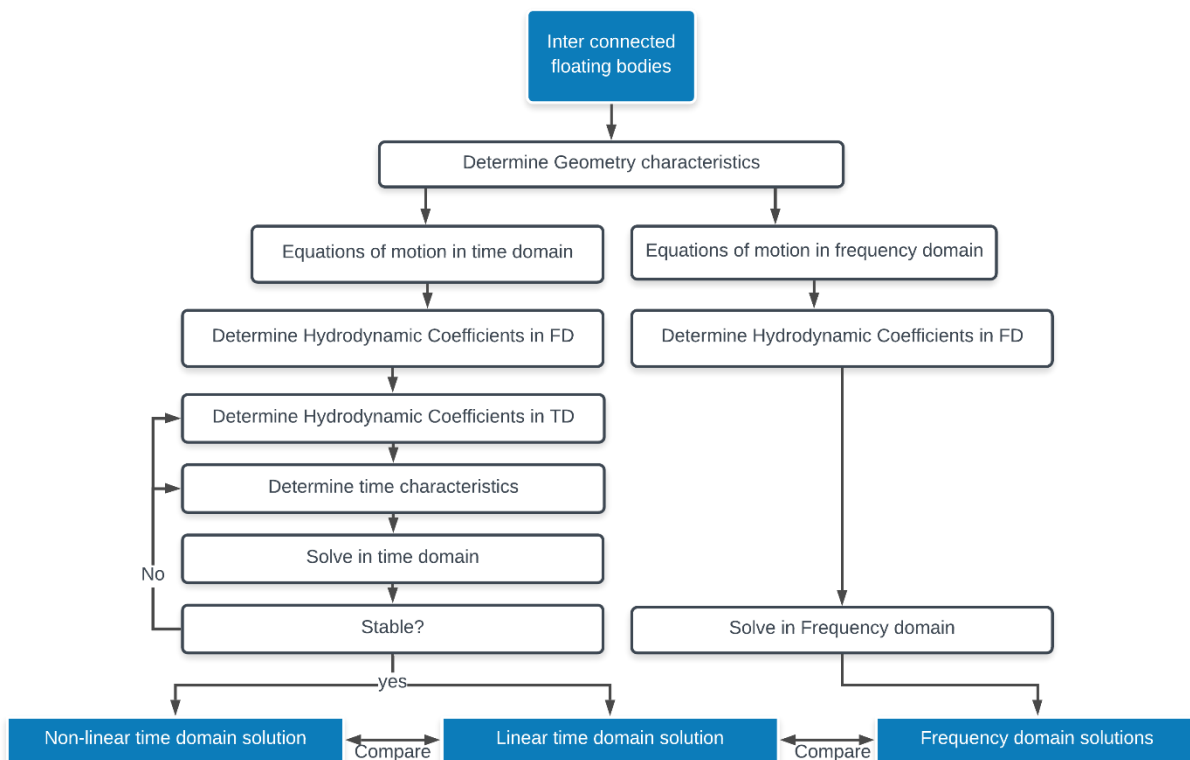 Inter connected
floating bodies
Determine Geometry characteristics
Equations of motion in time domain
Equations of motion in frequency domain
Determine Hydrodynamic Coefficients in FD
Determine Hydrodynamic Coefficients in FD
Determine Hydrodynamic Coefficients in TD
Determine time characteristics
Solve in time domain
No
Stable?
Solve in Frequency domain
yes
Non-linear time domain solution
Compare
Linear time domain solution
Compare
Frequency domain solutions